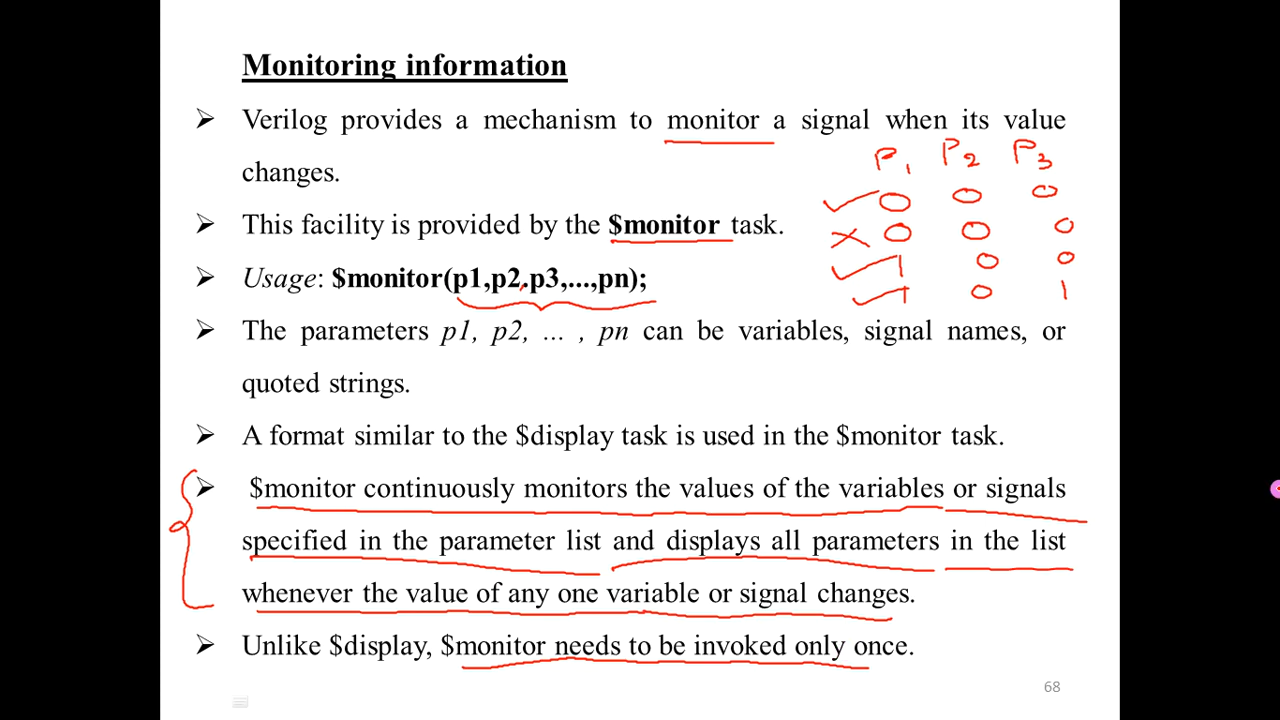 Monitoring information
➢ Verilog provides a mechanism to monitor a signal when its value
changes.
P1 P2 P3
0 0 0
➢ This facility is provided by the $monitor task.
0 0 0
1 0 0
➢ Usage: $monitor(p1,p2.p3,...,pn);
1 0 1
➢ The parameters p1, p2, ... , pn can be variables, signal names, or
quoted strings.
➢ A format similar to the $display task is used in the $monitor task.
➢ $monitor continuously monitors the values of the variables or signals
specified in the parameter list and displays all parameters in the list
whenever the value of any one variable or signal changes.
➢ Unlike $display, $monitor needs to be invoked only once.
68